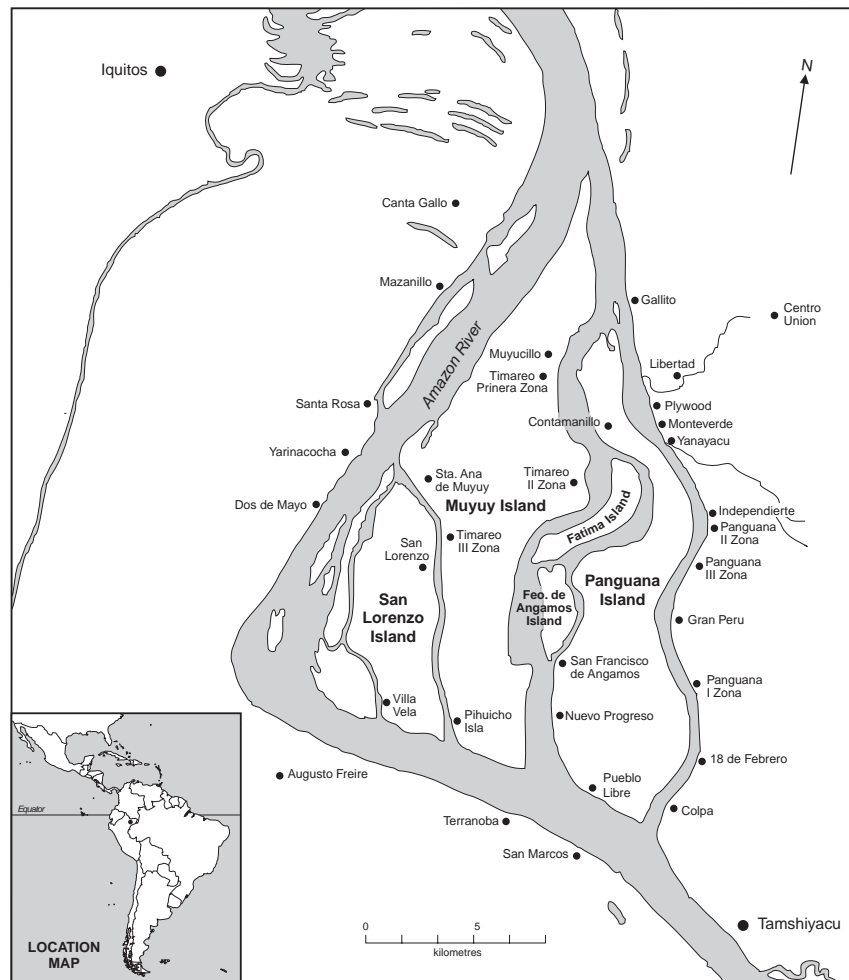 Iquitos
N
Canta Gallo
Mazanillo
Gallito
Centro
Union
Amazon River
Muyucillo
Libertad
Timareo
Prinera Zona
Santa Rosa
Plywood
Contamanillo
Monteverde
Yanayacu
Yarinacocha
Sta. Ana
de Muyuy
Timareo
II Zona
Muyuy Island
Dos de Mayo
Fatima Island
Independierte
Panguana
II Zona
Timareo
III Zona
San
Lorenzo
Panguana
III Zona
Panguana
Island
Feo. de
Angamos
Island
San
Lorenzo
Island
Gran Peru
San Francisco
de Angamos
Panguana
I Zona
Villa
Vela
Pihuicho
Isla
Nuevo Progreso
18 de Febrero
Augusto Freire
Pueblo
Libre
Colpa
Terranoba
San Marcos
Tamshiyacu
0
5
kilometres
Equator
LOCATION
MAP